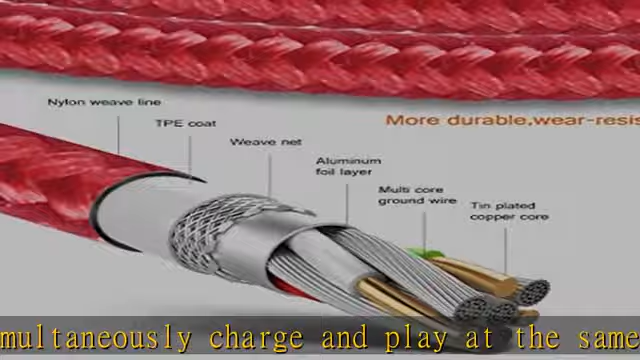 Nylon weave line
TPE coat
More durable,wear-resis
Weave net
Aluminum
foil layer
Multi core
ground wire
Tin plated
copper core
multaneously charge and play at the same